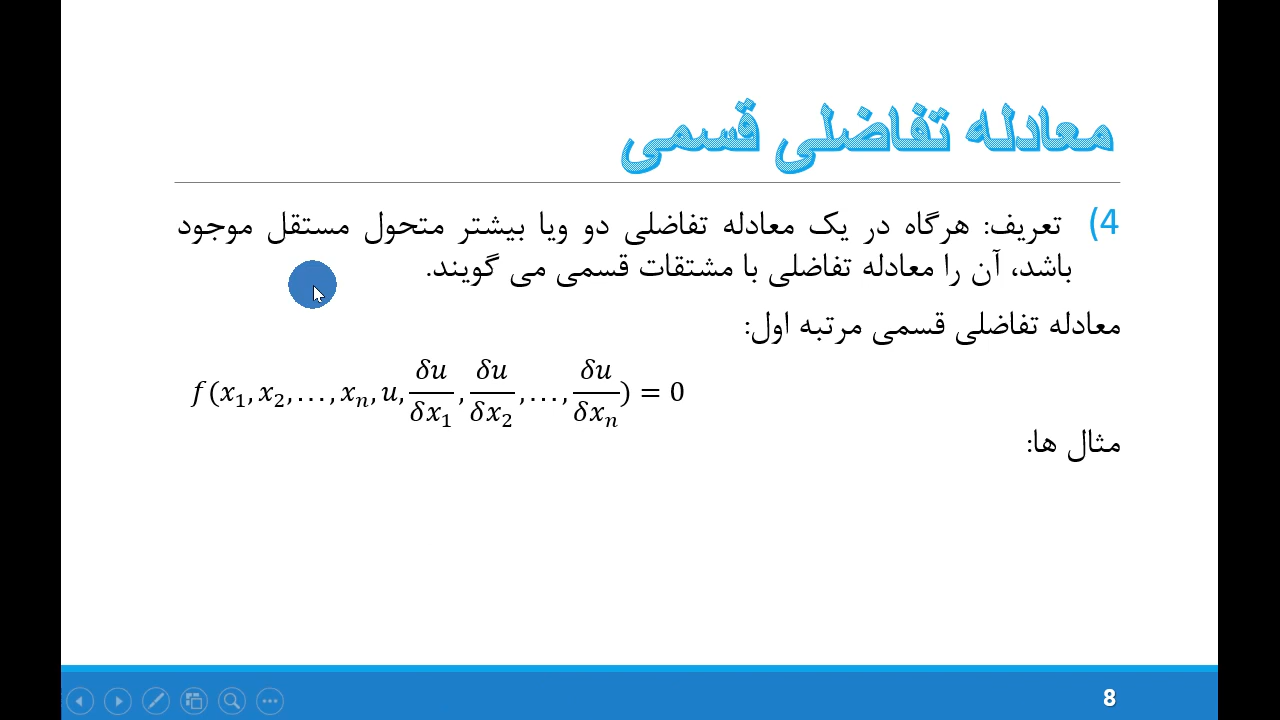 معادله تفاضلی قسمی
4) تعریف: هرگاه در یک معادله تفاضلی دو ویا بیشتر متحول مستقل موجود
باشد، آن را معادله تفاضلی با مشتقات قسمی می گویند.
معادله تفاضلی قسمی مرتبه اول:
f(x₁, x₂, …, xₙ, u, δu/δx₁, δu/δx₂, …, δu/δxₙ) = 0
مثال ها:
8